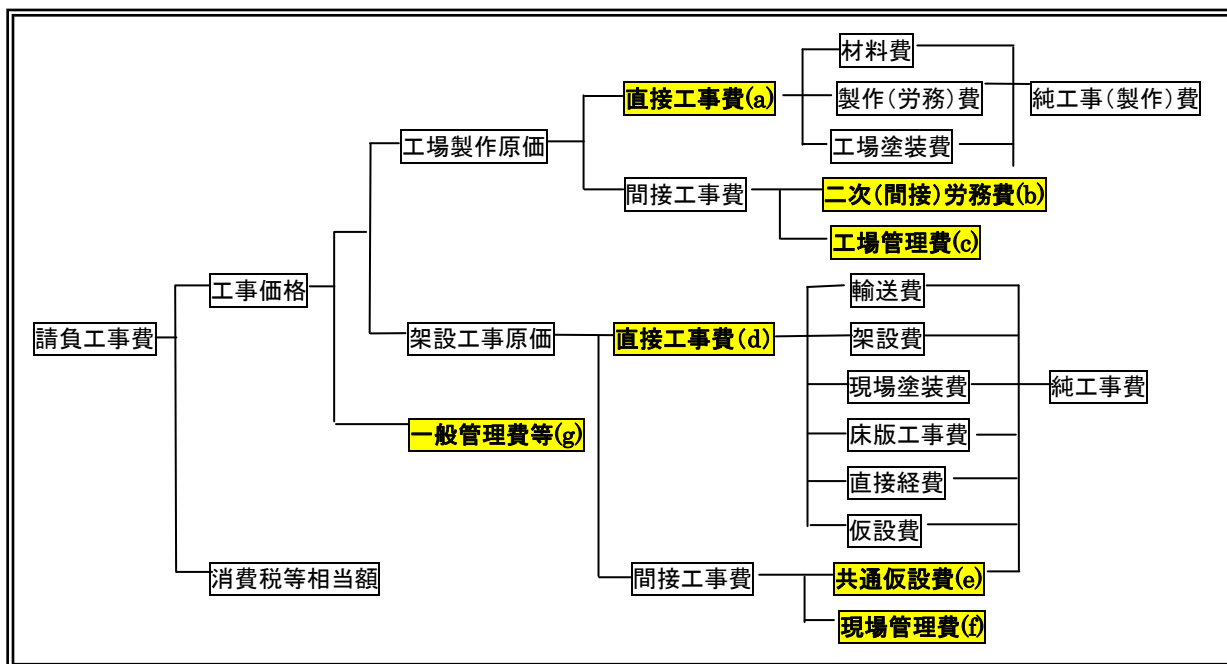 材料費
直接工事費(a)
製作(労務)費
純工事(製作)費
工場製作原価
工場塗装費
間接工事費
二次(間接)労務費(b)
工場管理費(c)
工事価格
輸送費
請負工事費
架設工事原価
直接工事費(d)
架設費
現場塗装費
純工事費
一般管理費等(g)
床版工事費
直接経費
仮設費
消費税等相当額
間接工事費
共通仮設費(e)
現場管理費(f)